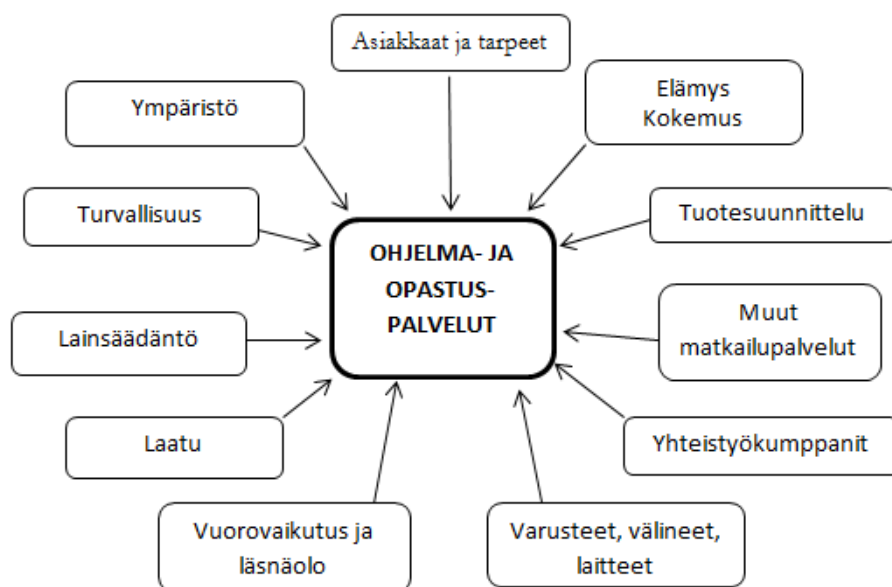 Asiakkaat ja tarpeet
Ympäristö
Elämys
Kokemus
Turvallisuus
Tuotesuunnittelu
OHJELMA- JA
OPASTUS-
PALVELUT
Lainsäädäntö
Muut
matkailupalvelut
Laatu
Yhteistyökumppanit
Vuorovaikutus ja
läsnäolo
Varusteet, välineet,
laitteet